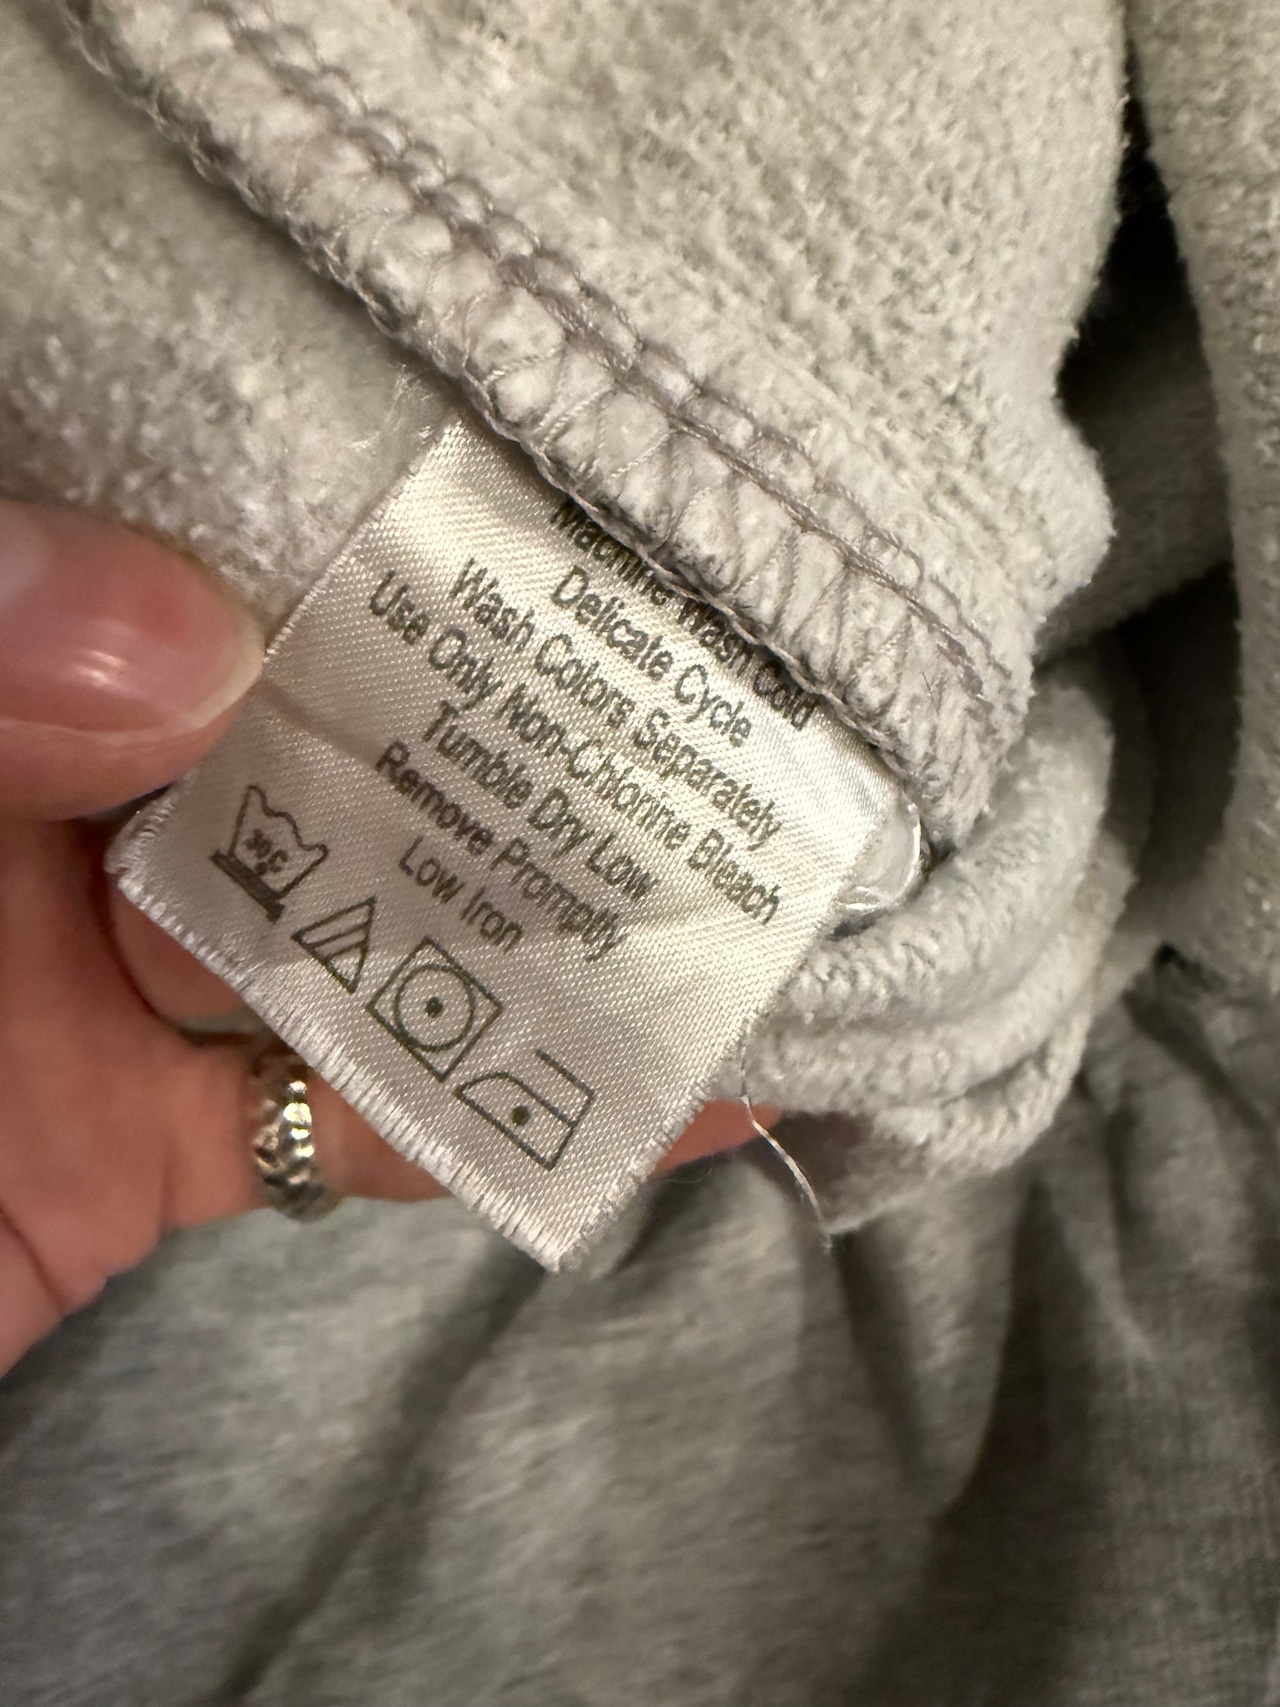 Machine Wash Cold
Delicate Cycle
Wash Colors Separately
Use Only Non-Chlorine Bleach
Tumble Dry Low
Remove Promptly
Low Iron
30°C